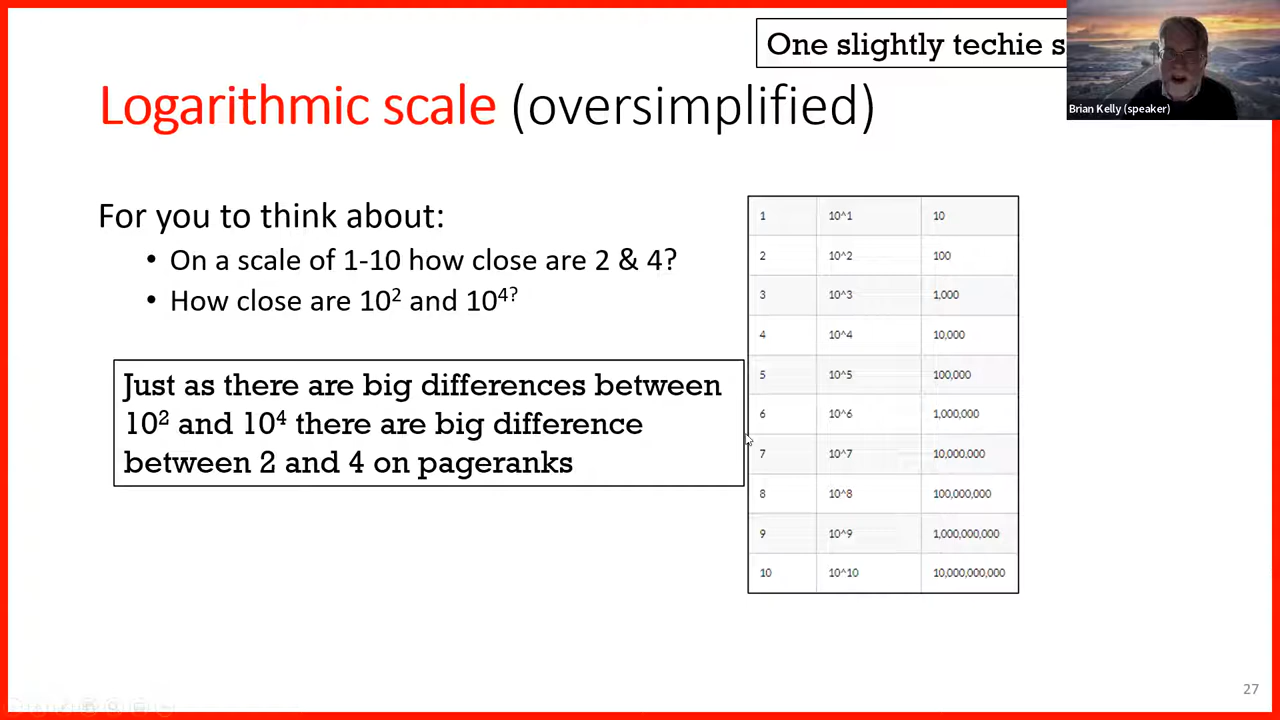 One slightly techie
Brian Kelly (speaker)
Logarithmic scale (oversimplified)
For you to think about:
• On a scale of 1-10 how close are 2 & 4?
• How close are 10² and 10⁴?
Just as there are big differences between
10² and 10⁴ there are big difference
between 2 and 4 on pageranks
1 10^1 10
2 10^2 100
3 10^3 1,000
4 10^4 10,000
5 10^5 100,000
6 10^6 1,000,000
7 10^7 10,000,000
8 10^8 100,000,000
9 10^9 1,000,000,000
10 10^10 10,000,000,000
27